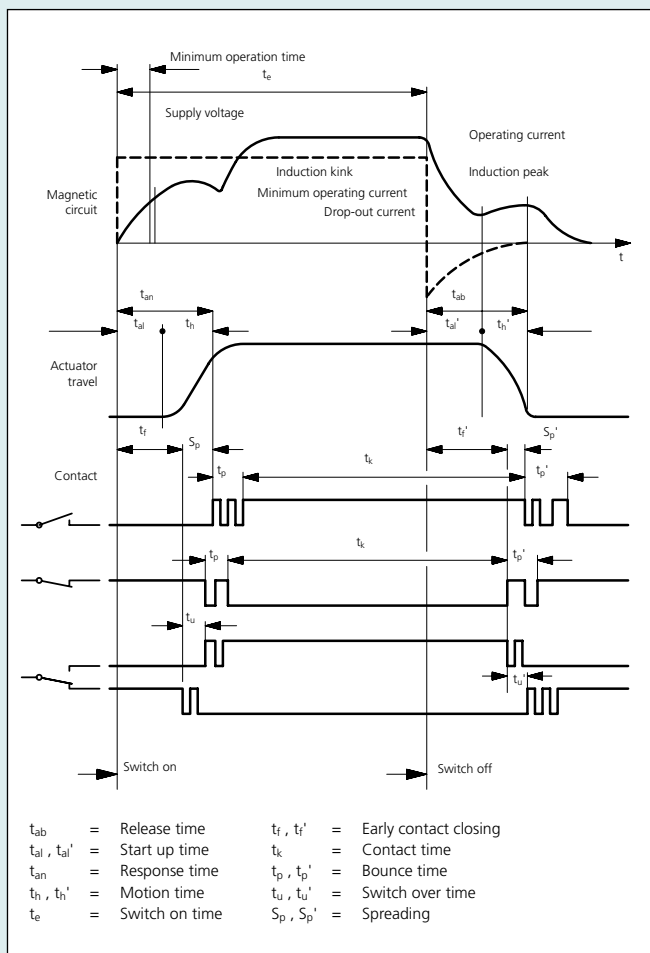 Minimum operation time
te
Supply voltage
Operating current
Induction kink
Induction peak
Magnetic
circuit
Minimum operating current
Drop-out current
t
tan
tab
tal
th
tal'
th'
Actuator
travel
tf
Sp
tf'
Sp'
Contact
tp
tk
tp'
tp
tk
tp'
tu
tu'
Switch on
Switch off
tab = Release time
tal , tal' = Start up time
tan = Response time
th , th' = Motion time
te = Switch on time
tf , tf' = Early contact closing
tk = Contact time
tp , tp' = Bounce time
tu , tu' = Switch over time
Sp , Sp' = Spreading